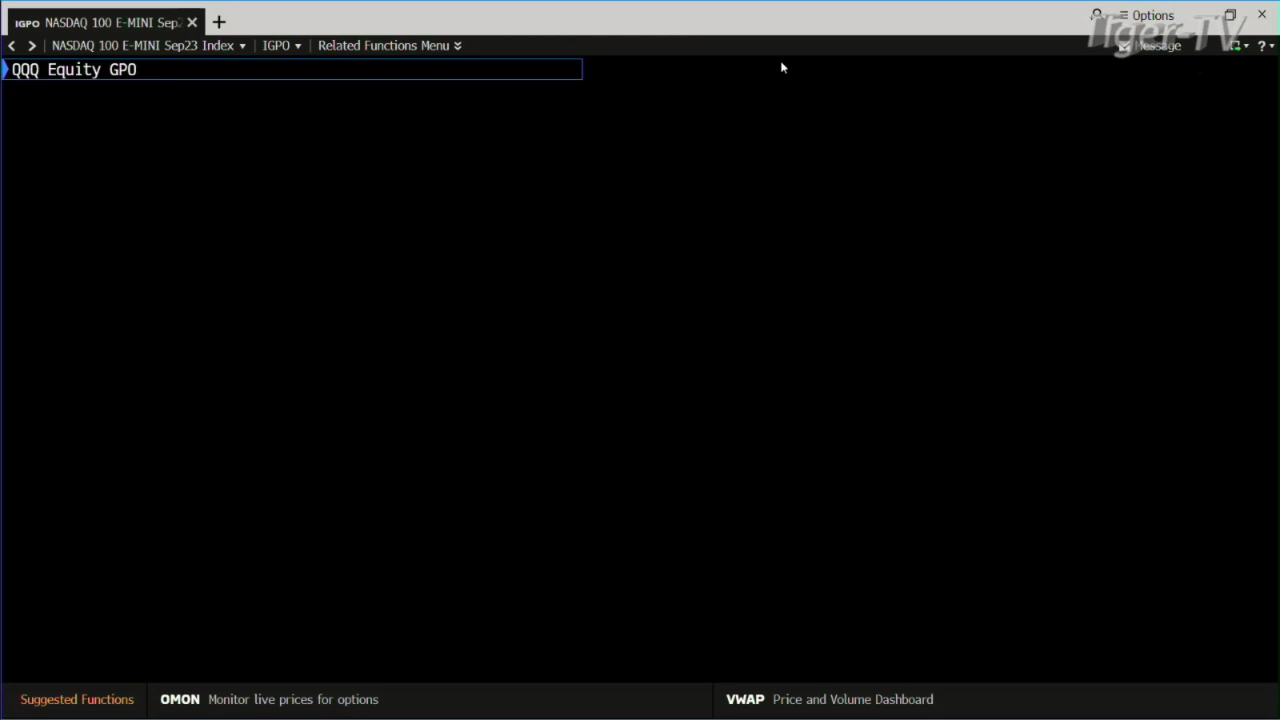 IGPO NASDAQ 100 E-MINI Sep2
Options
NASDAQ 100 E-MINI Sep23 Index IGPO Related Functions Menu Message ?
Tiger-TV
QQQ Equity GPO
Suggested Functions OMON Monitor live prices for options VWAP Price and Volume Dashboard